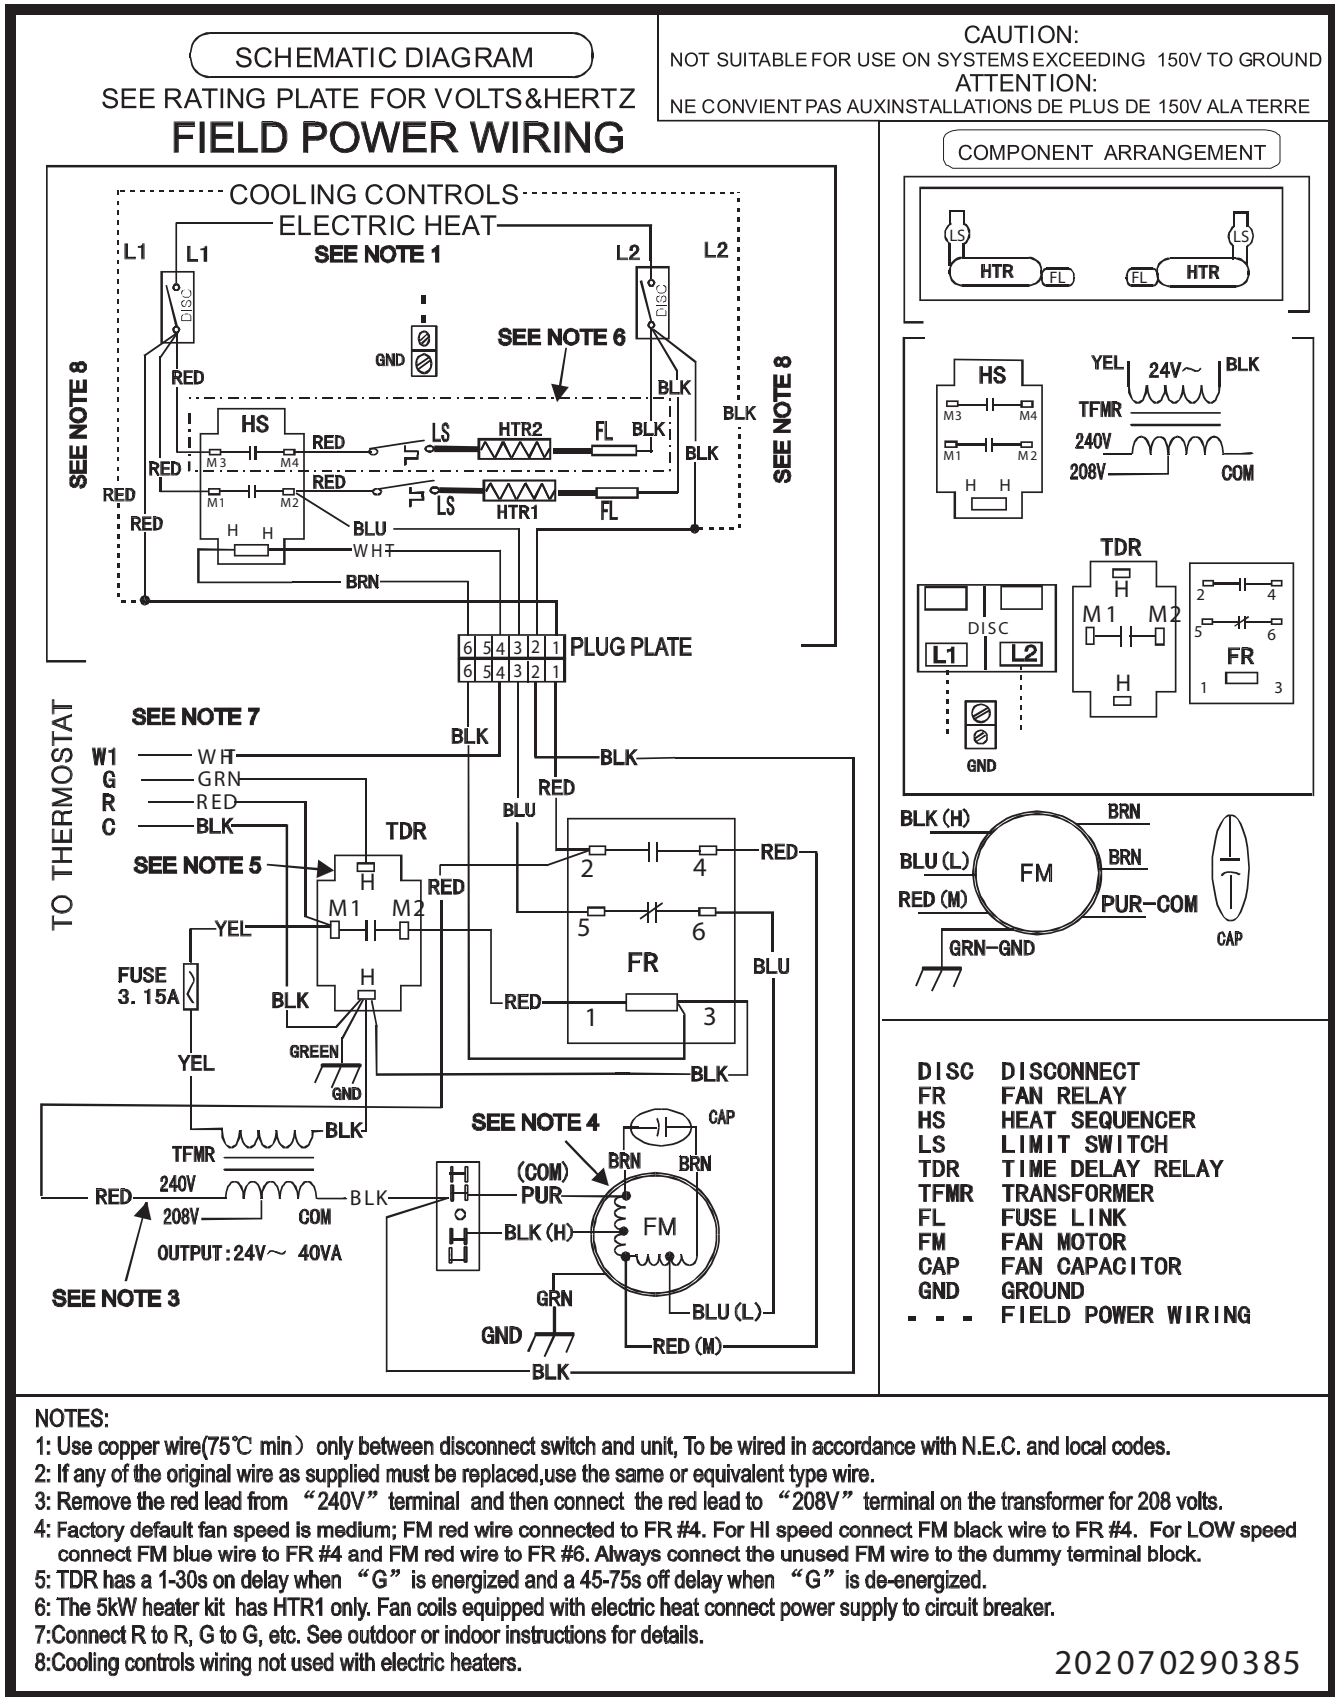 SCHEMATIC DIAGRAM
SEE RATING PLATE FOR VOLTS&HERTZ
FIELD POWER WIRING
CAUTION:
NOT SUITABLE FOR USE ON SYSTEMS EXCEEDING 150V TO GROUND
ATTENTION:
NE CONVIENT PAS AUXINSTALLATIONS DE PLUS DE 150V ALA TERRE
COOLING CONTROLS
ELECTRIC HEAT
L1
L1
SEE NOTE 1
L2
L2
DISC
DISC
GND
SEE NOTE 6
SEE NOTE 8
SEE NOTE 8
RED
BLK
BLK
HS
RED
LS
HTR2
FL
BLK
BLK
M3
M4
RED
RED
RED
M1
M2
RED
LS
HTR1
FL
H
H
BLU
WHT
BRN
6 5 4 3 2 1
6 5 4 3 2 1
PLUG PLATE
TO THERMOSTAT
SEE NOTE 7
W1
WHT
G
GRN
R
RED
C
BLK
BLK
BLU
RED
BLK
TDR
SEE NOTE 5
H
M1
M2
H
RED
YEL
FUSE
3.15A
BLK
GREEN
GND
YEL
2
4
RED
5
6
FR
BLU
RED
1
3
BLK
BLK
TFMR
RED
240V
208V
COM
BLK
OUTPUT:24V~ 40VA
SEE NOTE 3
SEE NOTE 4
CAP
BRN
BRN
(COM)
PUR
BLK(H)
FM
GRN
GND
BLU(L)
RED(M)
BLK
COMPONENT ARRANGEMENT
LS
LS
HTR
FL
FL
HTR
HS
M3
M4
M1
M2
H
H
YEL
24V~
BLK
TFMR
240V
208V
COM
TDR
H
M1
M2
H
2
4
5
6
FR
1
3
DISC
L1
L2
GND
BLK(H)
BRN
BLU(L)
BRN
RED(M)
FM
PUR-COM
GRN-GND
CAP
DISC DISCONNECT
FR FAN RELAY
HS HEAT SEQUENCER
LS LIMIT SWITCH
TDR TIME DELAY RELAY
TFMR TRANSFORMER
FL FUSE LINK
FM FAN MOTOR
CAP FAN CAPACITOR
GND GROUND
- - - FIELD POWER WIRING
NOTES:
1: Use copper wire(75℃ min） only between disconnect switch and unit, To be wired in accordance with N.E.C. and local codes.
2: If any of the original wire as supplied must be replaced,use the same or equivalent type wire.
3: Remove the red lead from “240V” terminal and then connect the red lead to “208V” terminal on the transformer for 208 volts.
4: Factory default fan speed is medium; FM red wire connected to FR #4. For HI speed connect FM black wire to FR #4. For LOW speed
connect FM blue wire to FR #4 and FM red wire to FR #6. Always connect the unused FM wire to the dummy terminal block.
5: TDR has a 1-30s on delay when “G” is energized and a 45-75s off delay when “G” is de-energized.
6: The 5kW heater kit has HTR1 only. Fan coils equipped with electric heat connect power supply to circuit breaker.
7:Connect R to R, G to G, etc. See outdoor or indoor instructions for details.
8:Cooling controls wiring not used with electric heaters.
202070290385